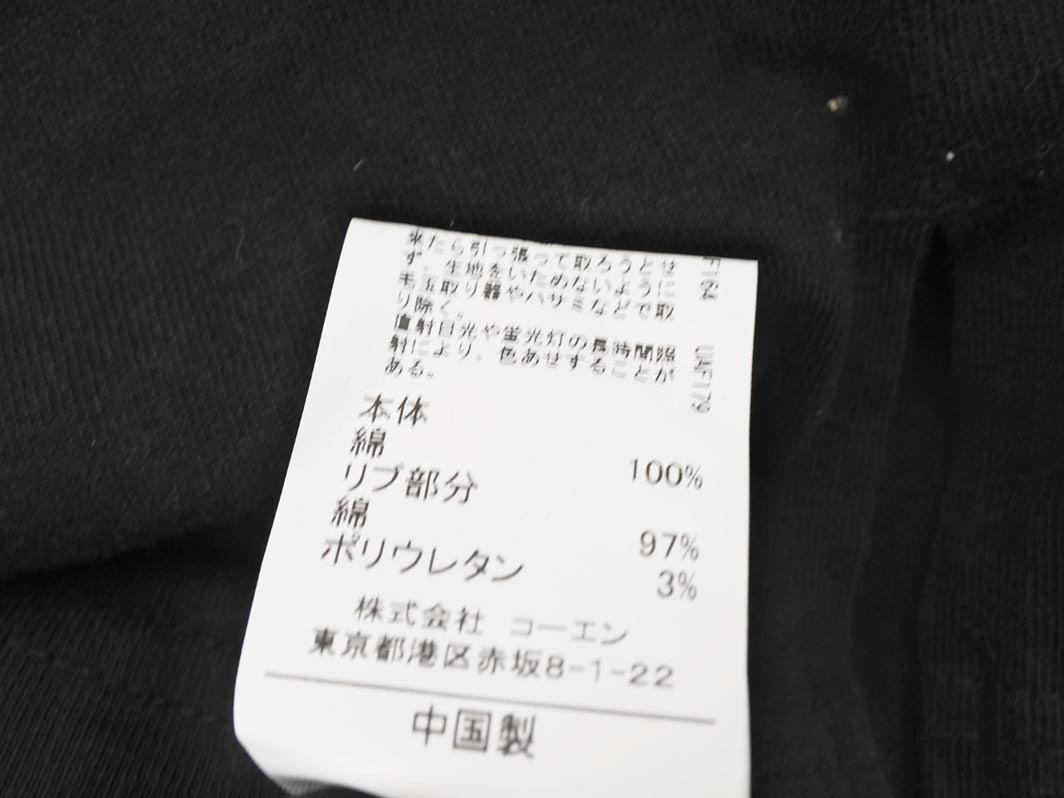 来たら引っ張って取ろうとせ
ず、生地をいためないように
毛玉取り器やハサミなどで取
り除く。
直射日光や蛍光灯の長時間照
射により、色あせすることが
ある。
UAF179
本体
綿 100%
リブ部分
綿 97%
ポリウレタン 3%
株式会社 コーエン
東京都港区赤坂8-1-22
中国製